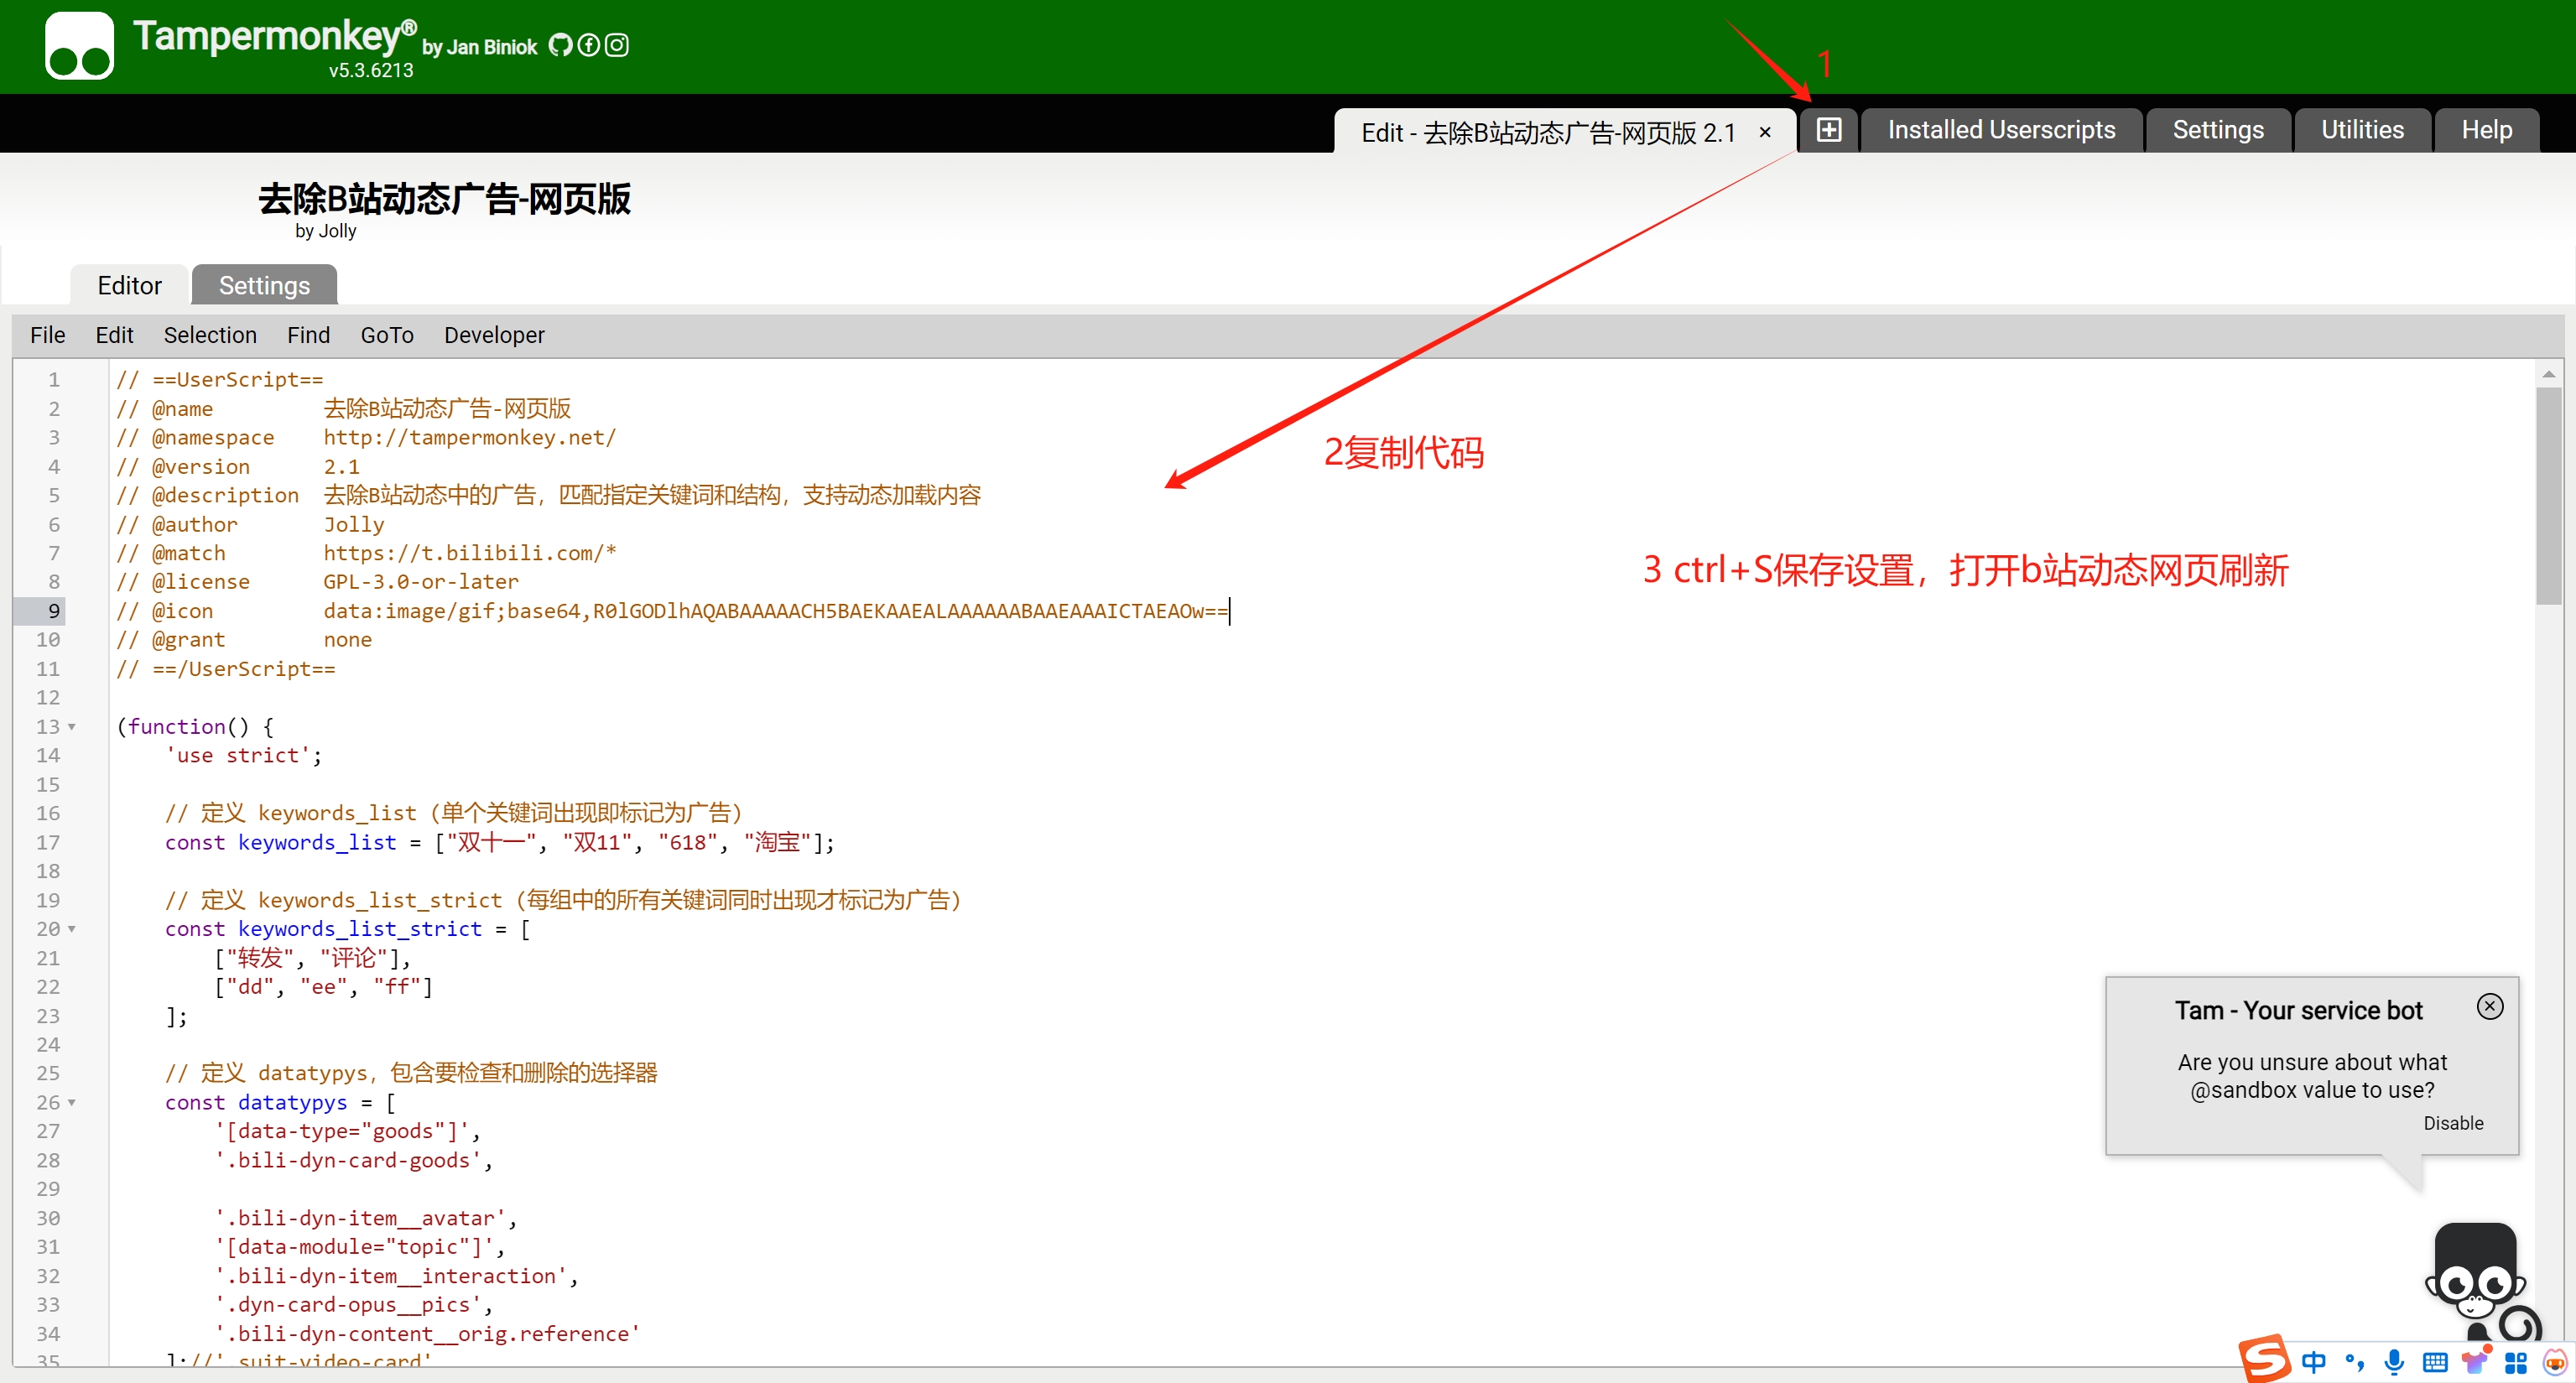 Tampermonkey® by Jan Biniok
v5.3.6213
1
Edit - 去除B站动态广告-网页版 2.1 × Installed Userscripts Settings Utilities Help
去除B站动态广告-网页版
by Jolly
Editor Settings
File Edit Selection Find GoTo Developer
1 // ==UserScript==
2 // @name 去除B站动态广告-网页版
3 // @namespace http://tampermonkey.net/
4 // @version 2.1
5 // @description 去除B站动态中的广告，匹配指定关键词和结构，支持动态加载内容
6 // @author Jolly
7 // @match https://t.bilibili.com/*
8 // @license GPL-3.0-or-later
9 // @icon data:image/gif;base64,R0lGODlhAQABAAAAACH5BAEKAAEALAAAAAABAAEAAAICTAEAOw==
10 // @grant none
11 // ==/UserScript==
12
13 (function() {
14 'use strict';
15
16 // 定义 keywords_list（单个关键词出现即标记为广告）
17 const keywords_list = ["双十一", "双11", "618", "淘宝"];
18
19 // 定义 keywords_list_strict（每组中的所有关键词同时出现才标记为广告）
20 const keywords_list_strict = [
21 ["转发", "评论"],
22 ["dd", "ee", "ff"]
23 ];
24
25 // 定义 datatypys，包含要检查和删除的选择器
26 const datatypys = [
27 '[data-type="goods"]',
28 '.bili-dyn-card-goods',
29
30 '.bili-dyn-item__avatar',
31 '[data-module="topic"]',
32 '.bili-dyn-item__interaction',
33 '.dyn-card-opus__pics',
34 '.bili-dyn-content__orig.reference'
35 ];//'.suit-video-card'
2复制代码
3 ctrl+S保存设置，打开b站动态网页刷新
Tam - Your service bot
Are you unsure about what
@sandbox value to use?
Disable
S 中